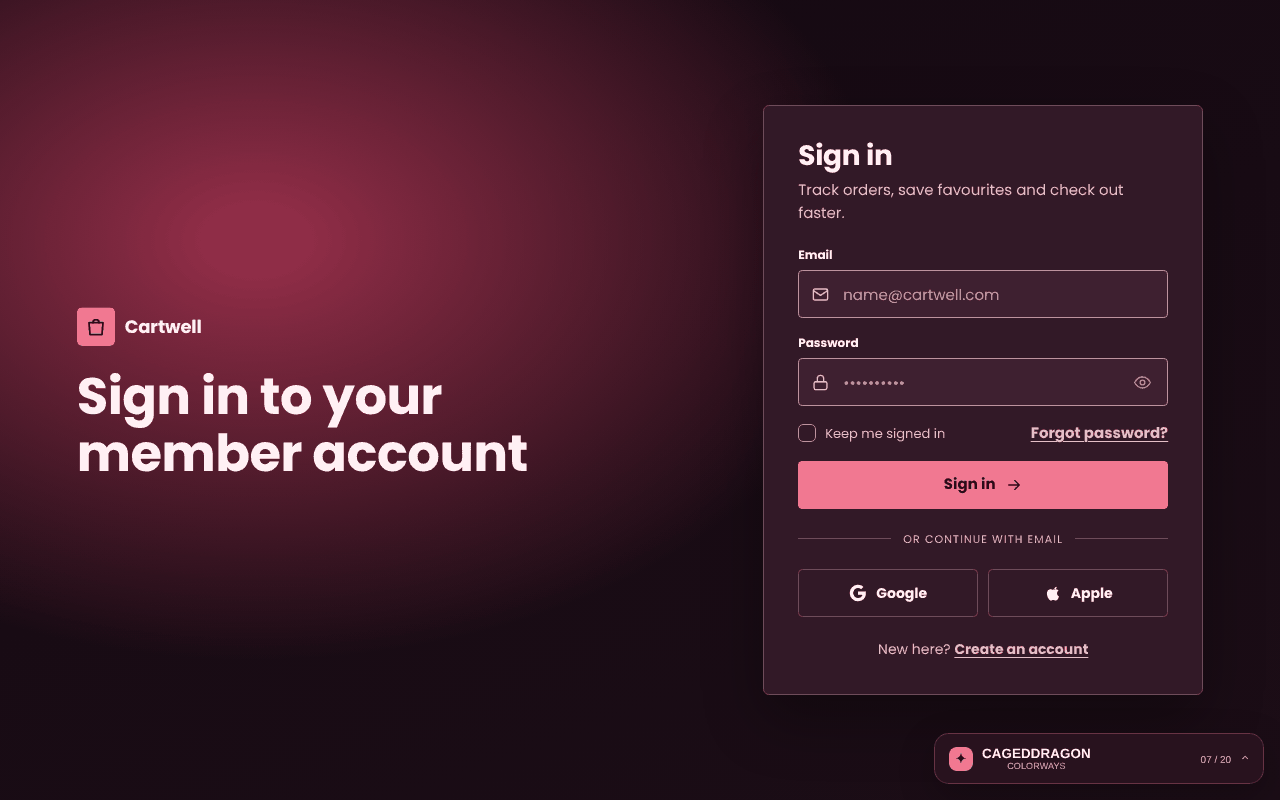 Cartwell
Sign in to your
member account
Sign in
Track orders, save favourites and check out
faster.
Email
name@cartwell.com
Password
••••••••••
Keep me signed in
Forgot password?
Sign in →
OR CONTINUE WITH EMAIL
Google
Apple
New here? Create an account
CAGEDDRAGON
COLORWAYS
07 / 20